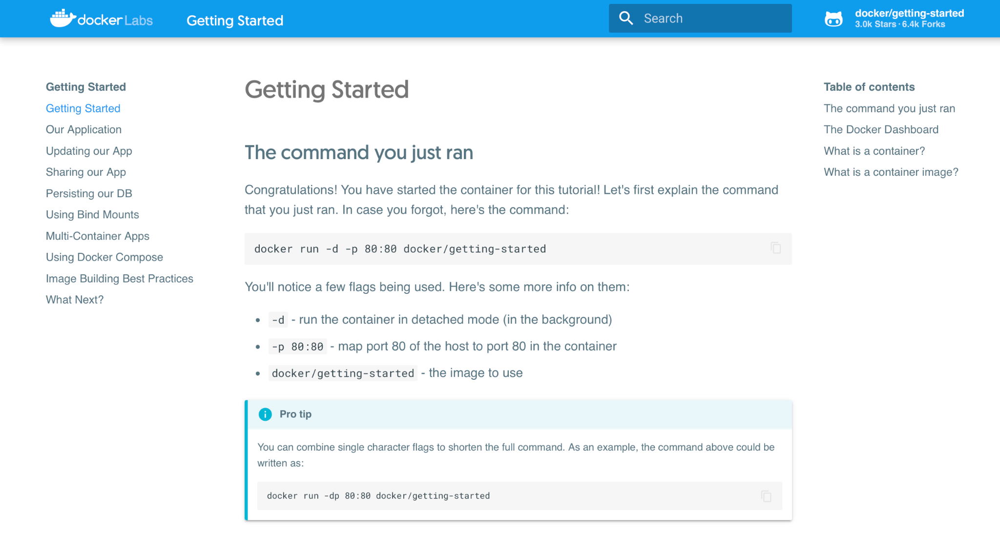 docker Labs
Getting Started
Search
docker/getting-started
3.0k Stars · 6.4k Forks
Getting Started
Getting Started
Our Application
Updating our App
Sharing our App
Persisting our DB
Using Bind Mounts
Multi-Container Apps
Using Docker Compose
Image Building Best Practices
What Next?
Getting Started
The command you just ran
Congratulations! You have started the container for this tutorial! Let's first explain the command
that you just ran. In case you forgot, here's the command:
docker run -d -p 80:80 docker/getting-started
You'll notice a few flags being used. Here's some more info on them:
• -d - run the container in detached mode (in the background)
• -p 80:80 - map port 80 of the host to port 80 in the container
• docker/getting-started - the image to use
Pro tip
You can combine single character flags to shorten the full command. As an example, the command above could be
written as:
docker run -dp 80:80 docker/getting-started
Table of contents
The command you just ran
The Docker Dashboard
What is a container?
What is a container image?